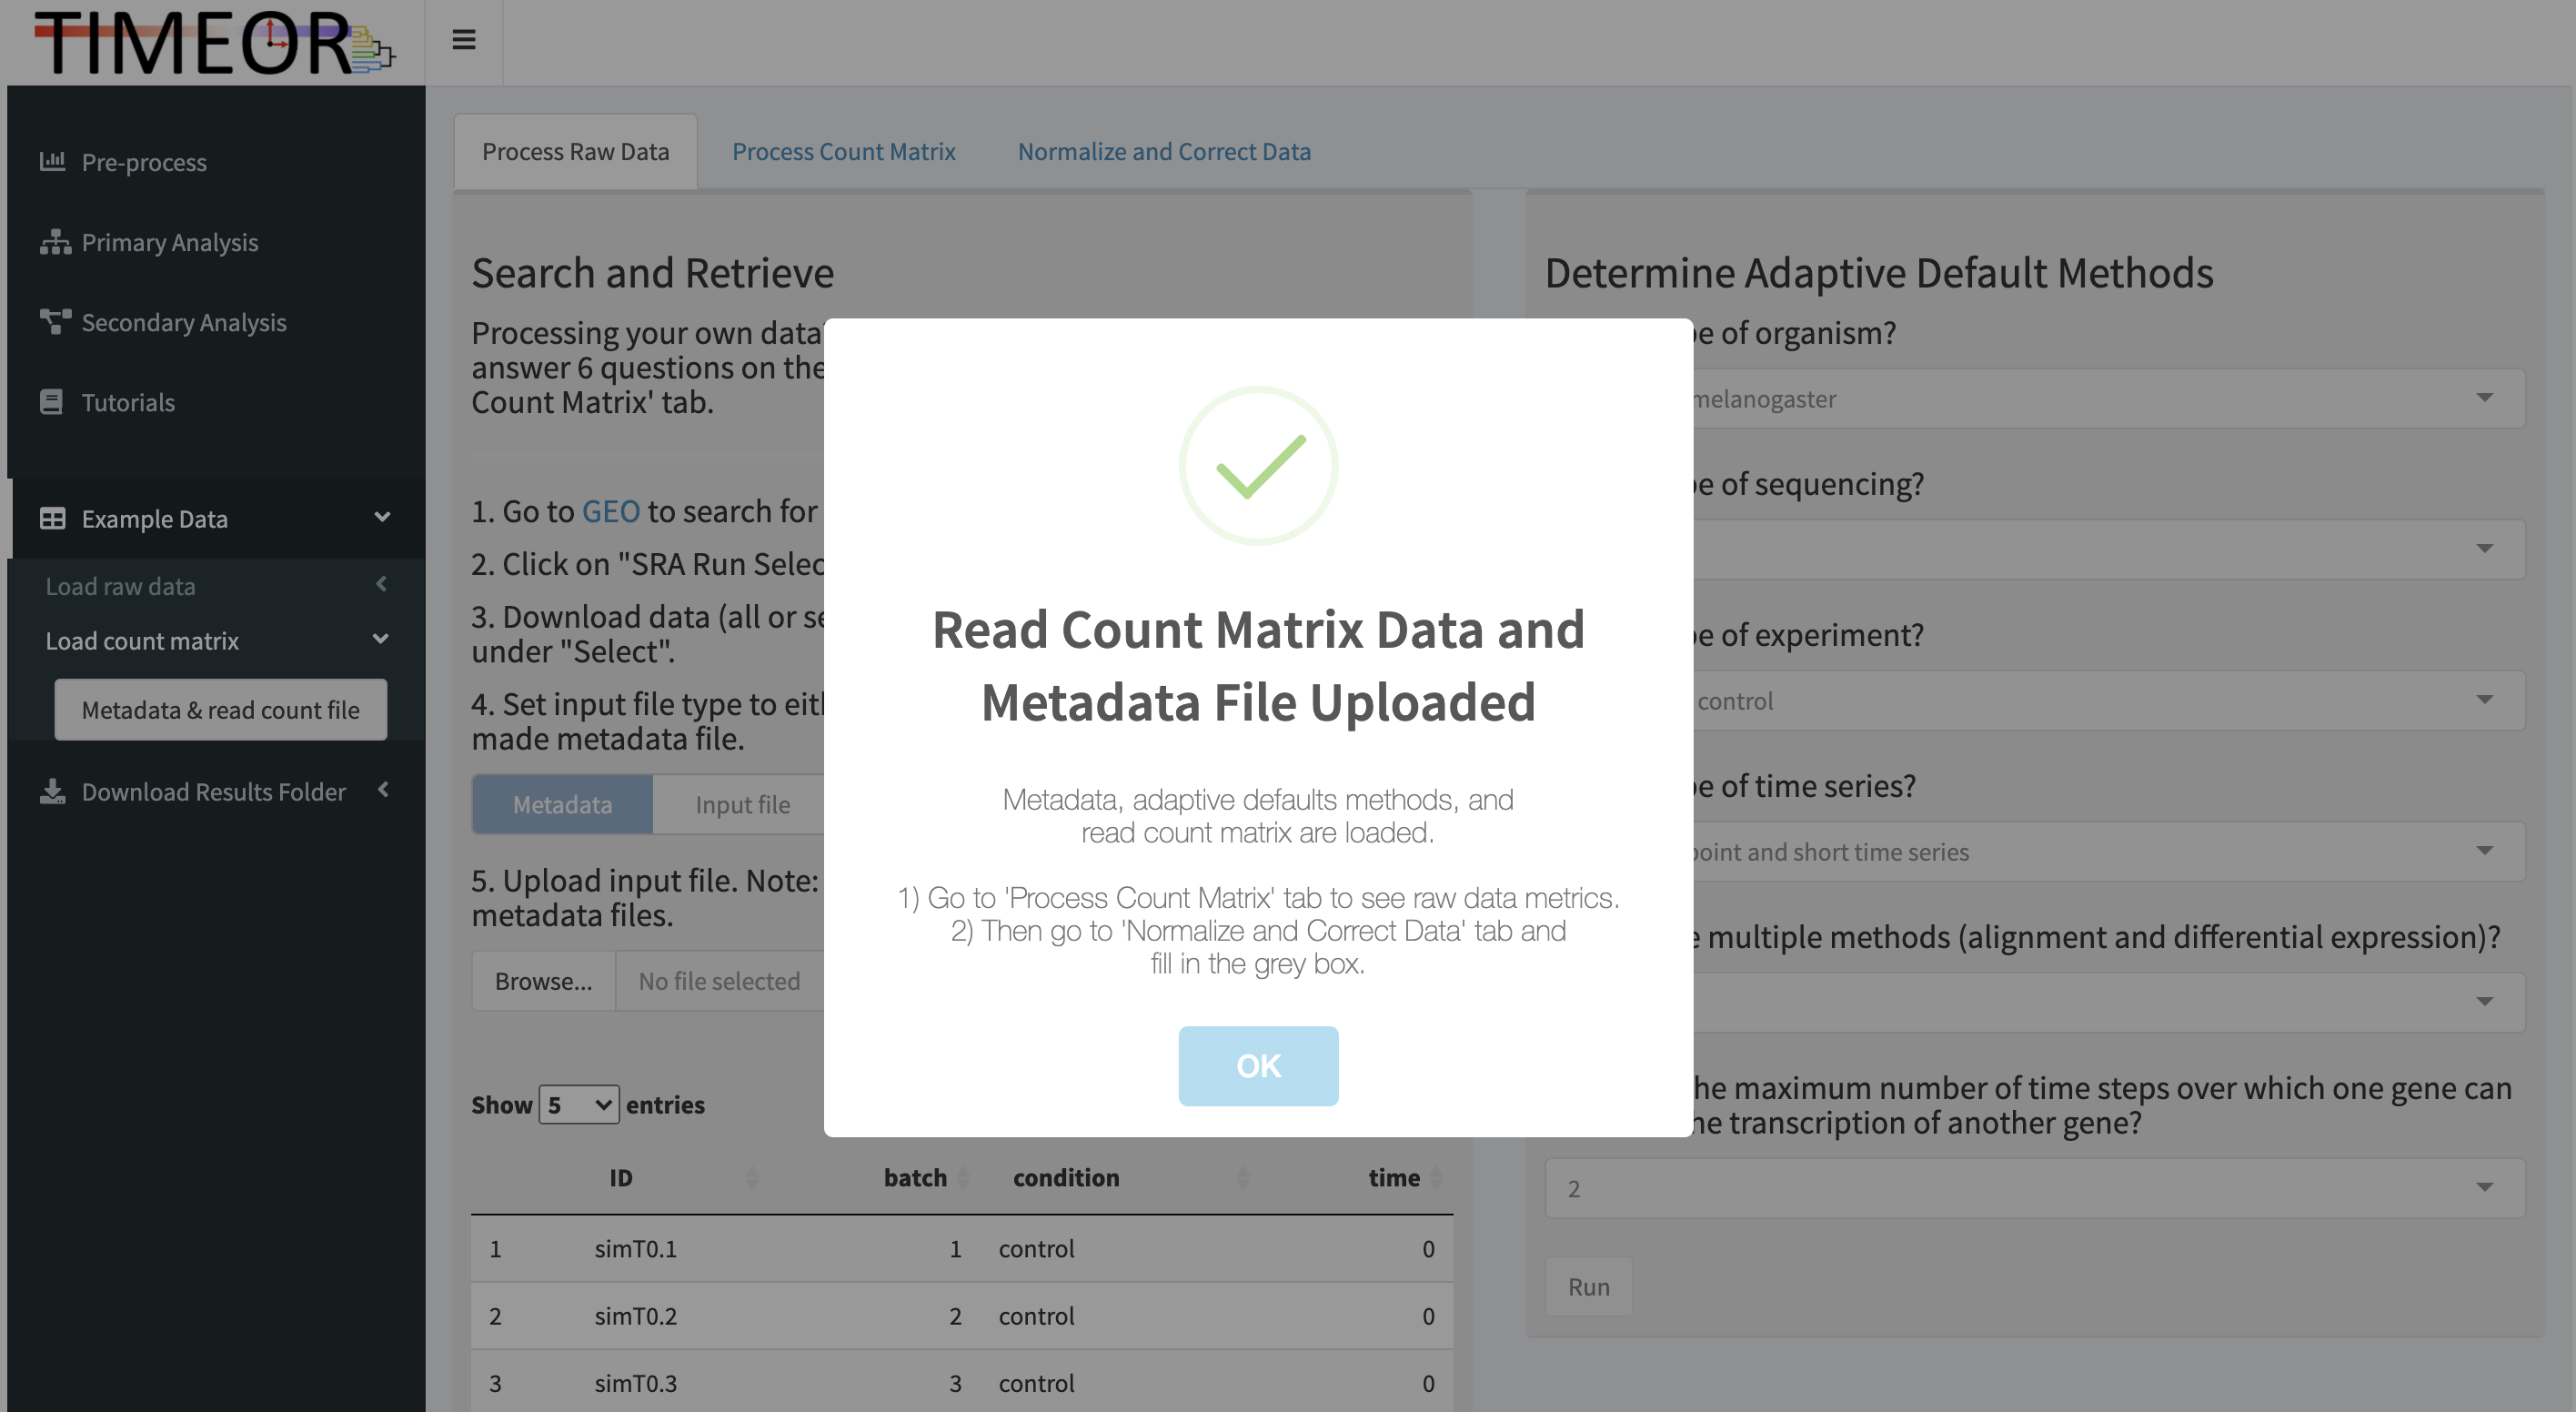 TIMEOR
Pre-process
Primary Analysis
Secondary Analysis
Tutorials
Example Data
Load raw data
Load count matrix
Metadata & read count file
Download Results Folder
Process Raw Data
Process Count Matrix
Normalize and Correct Data
Search and Retrieve
Processing your own data
answer 6 questions on the
Count Matrix' tab.
1. Go to GEO to search for
2. Click on "SRA Run Selec
3. Download data (all or se
under "Select".
4. Set input file type to eit
made metadata file.
Metadata
Input file
5. Upload input file. Note:
metadata files.
Browse...
No file selected
Show 5 entries
ID batch condition time
1 simT0.1 1 control 0
2 simT0.2 2 control 0
3 simT0.3 3 control 0
Read Count Matrix Data and
Metadata File Uploaded
Metadata, adaptive defaults methods, and
read count matrix are loaded.
1) Go to 'Process Count Matrix' tab to see raw data metrics.
2) Then go to 'Normalize and Correct Data' tab and
fill in the grey box.
OK
Determine Adaptive Default Methods
of organism?
melanogaster
of sequencing?
of experiment?
control
of time series?
point and short time series
multiple methods (alignment and differential expression)?
he maximum number of time steps over which one gene can
he transcription of another gene?
2
Run